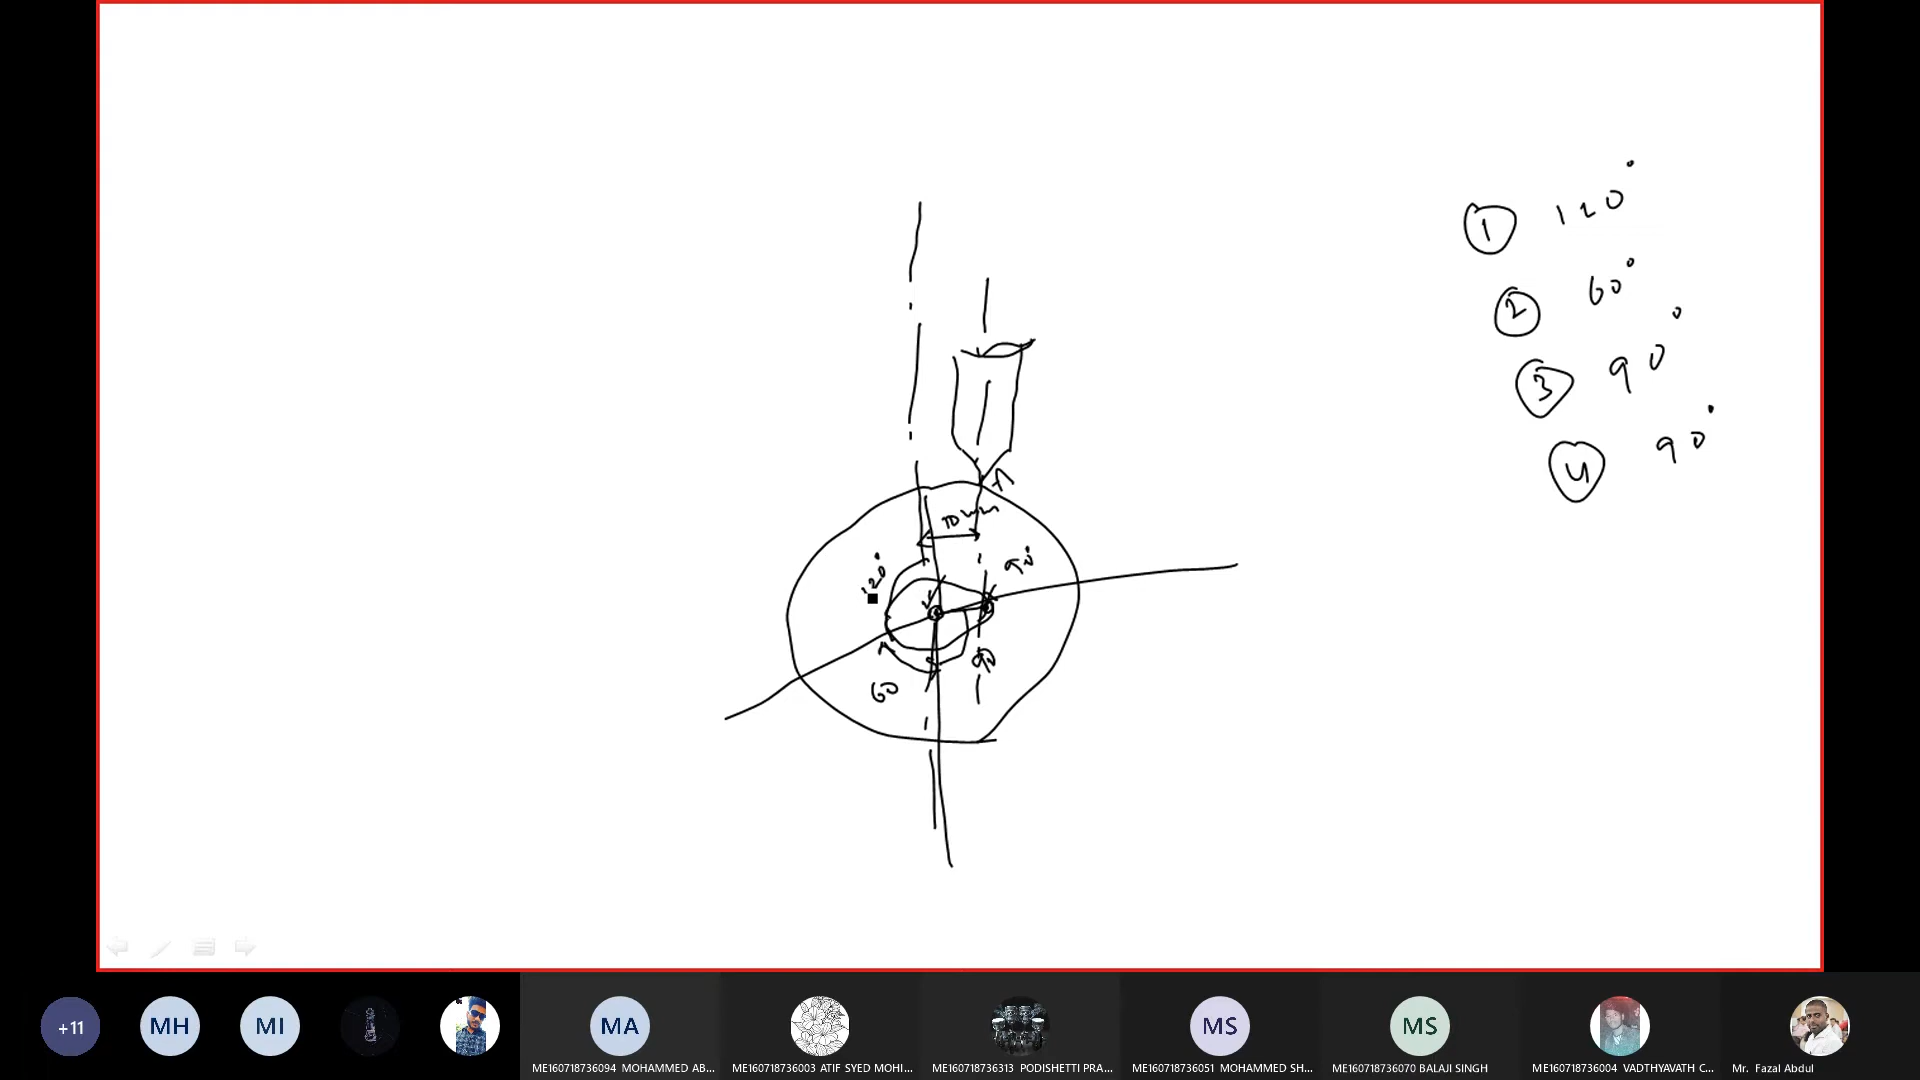 ① 120°
② 60°
③ 90°
④ 90°
A
10 mm
120°
90°
60
90
+11
MH
MI
MA
MS
MS
ME160718736094 MOHAMMED AB...
ME160718736003 ATIF SYED MOHI...
ME160718736313 PODISHETTI PRA...
ME160718736051 MOHAMMED SH...
ME160718736070 BALAJI SINGH
ME160718736004 VADTHYAVATH C...
Mr. Fazal Abdul